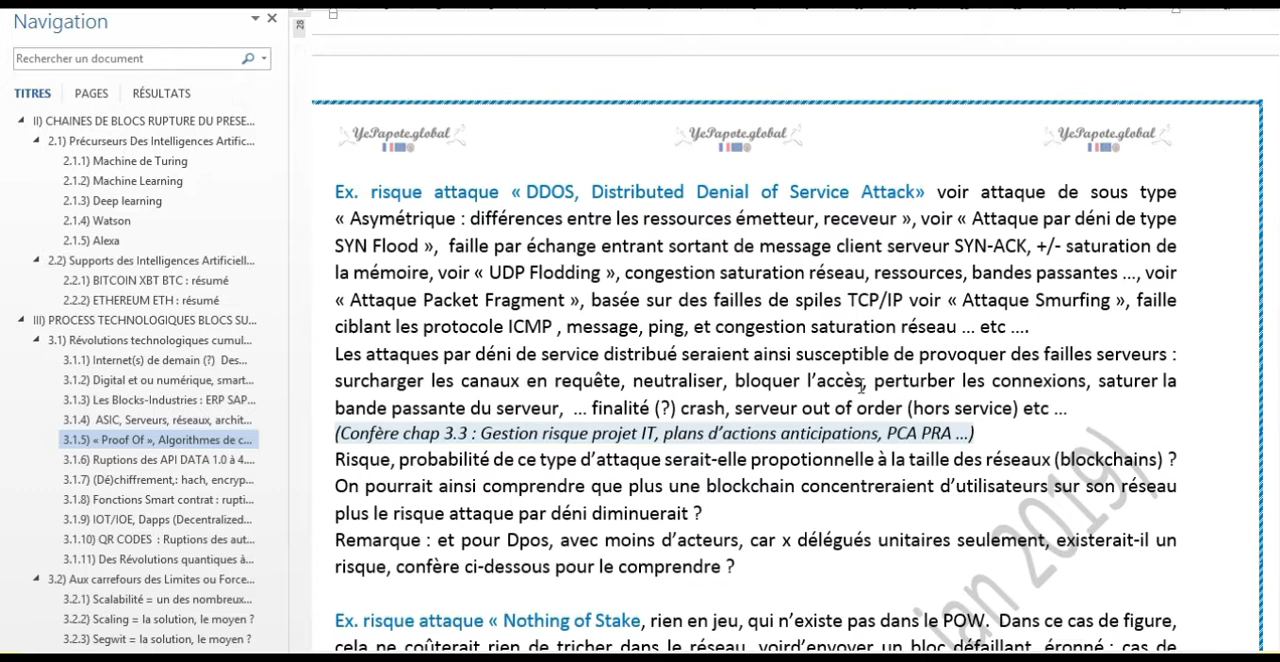 Navigation
28
Rechercher un document
TITRES PAGES RÉSULTATS
II) CHAINES DE BLOCS RUPTURE DU PRESE...
2.1) Précurseurs Des Intelligences Artific...
2.1.1) Machine de Turing
2.1.2) Machine Learning
2.1.3) Deep learning
2.1.4) Watson
2.1.5) Alexa
2.2) Supports des Intelligences Artificiell...
2.2.1) BITCOIN XBT BTC : résumé
2.2.2) ETHEREUM ETH : résumé
III) PROCESS TECHNOLOGIQUES BLOCS SU...
3.1) Révolutions technologiques cumul...
3.1.1) Internet(s) de demain (?) Des...
3.1.2) Digital et ou numérique, smart...
3.1.3) Les Blocks-Industries : ERP SAP...
3.1.4) ASIC, Serveurs, réseaux, archit...
3.1.5) « Proof Of », Algorithmes de c...
3.1.6) Ruptions des API DATA 1.0 à 4....
3.1.7) (Dé)chiffrement,: hach, encryp...
3.1.8) Fonctions Smart contrat : rupti...
3.1.9) IOT/IOE, Dapps (Decentralized...
3.1.10) QR CODES : Ruptions des aut...
3.1.11) Des Révolutions quantiques à...
3.2) Aux carrefours des Limites ou Force...
3.2.1) Scalabilité = un des nombreux...
3.2.2) Scaling = la solution, le moyen ?
3.2.3) Segwit = la solution, le moyen ?
YePapote.global YePapote.global YePapote.global
Ex. risque attaque « DDOS, Distributed Denial of Service Attack» voir attaque de sous type
« Asymétrique : différences entre les ressources émetteur, receveur », voir « Attaque par déni de type
SYN Flood », faille par échange entrant sortant de message client serveur SYN-ACK, +/- saturation de
la mémoire, voir « UDP Flodding », congestion saturation réseau, ressources, bandes passantes ..., voir
« Attaque Packet Fragment », basée sur des failles de spiles TCP/IP voir « Attaque Smurfing », faille
ciblant les protocole ICMP , message, ping, et congestion saturation réseau ... etc ....
Les attaques par déni de service distribué seraient ainsi susceptible de provoquer des failles serveurs :
surcharger les canaux en requête, neutraliser, bloquer l'accès, perturber les connexions, saturer la
bande passante du serveur, ... finalité (?) crash, serveur out of order (hors service) etc ...
(Confère chap 3.3 : Gestion risque projet IT, plans d'actions anticipations, PCA PRA ...)
Risque, probabilité de ce type d'attaque serait-elle propotionnelle à la taille des réseaux (blockchains) ?
On pourrait ainsi comprendre que plus une blockchain concentreraient d'utilisateurs sur son réseau
plus le risque attaque par déni diminuerait ?
Remarque : et pour Dpos, avec moins d'acteurs, car x délégués unitaires seulement, existerait-il un
risque, confère ci-dessous pour le comprendre ?
Ex. risque attaque « Nothing of Stake, rien en jeu, qui n'existe pas dans le POW. Dans ce cas de figure,
cela ne coûterait rien de tricher dans le réseau, voird'envoyer un bloc défaillant, éronné : cas de
jan 2019)